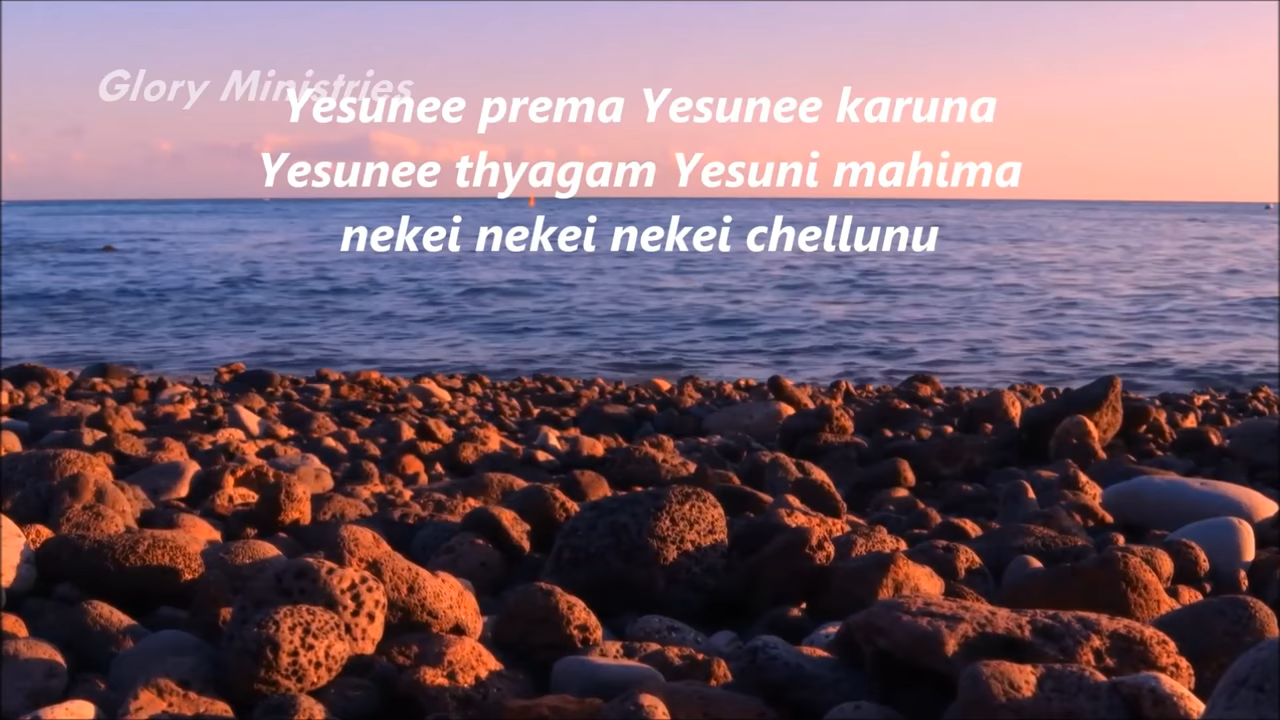 Glory Ministries
Yesunee prema Yesunee karuna
Yesunee thyagam Yesuni mahima
nekei nekei nekei chellunu